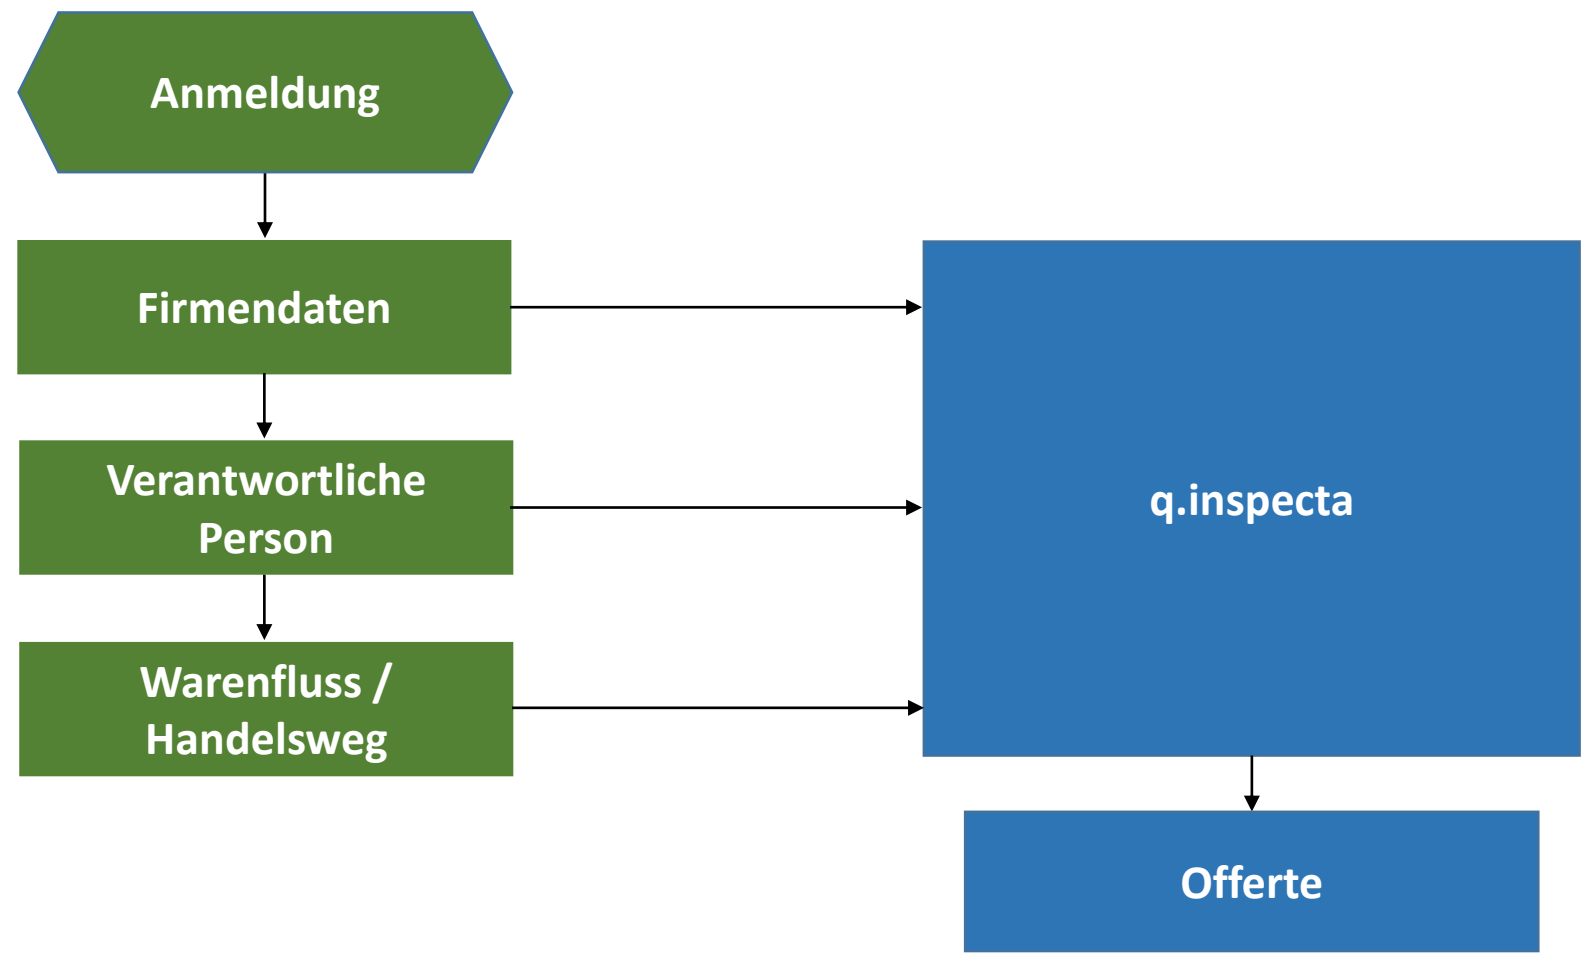 Anmeldung
Firmendaten
Verantwortliche
Person
q.inspecta
Warenfluss /
Handelsweg
Offerte